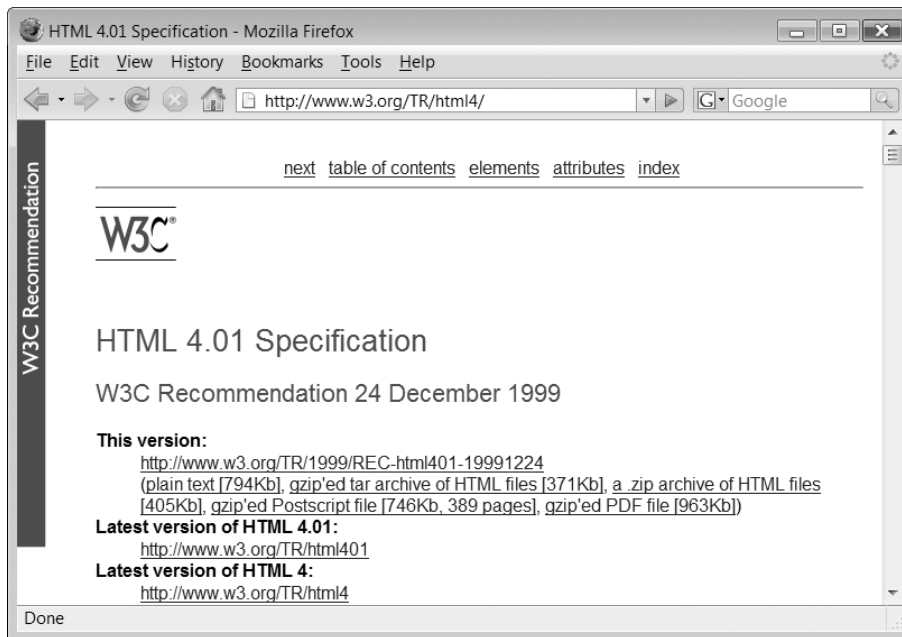 HTML 4.01 Specification - Mozilla Firefox
File Edit View History Bookmarks Tools Help
http://www.w3.org/TR/html4/ G Google
next table of contents elements attributes index
W3C Recommendation
W3C®
HTML 4.01 Specification
W3C Recommendation 24 December 1999
This version:
http://www.w3.org/TR/1999/REC-html401-19991224
(plain text [794Kb], gzip'ed tar archive of HTML files [371Kb], a .zip archive of HTML files
[405Kb], gzip'ed Postscript file [746Kb, 389 pages], gzip'ed PDF file [963Kb])
Latest version of HTML 4.01:
http://www.w3.org/TR/html401
Latest version of HTML 4:
http://www.w3.org/TR/html4
Done